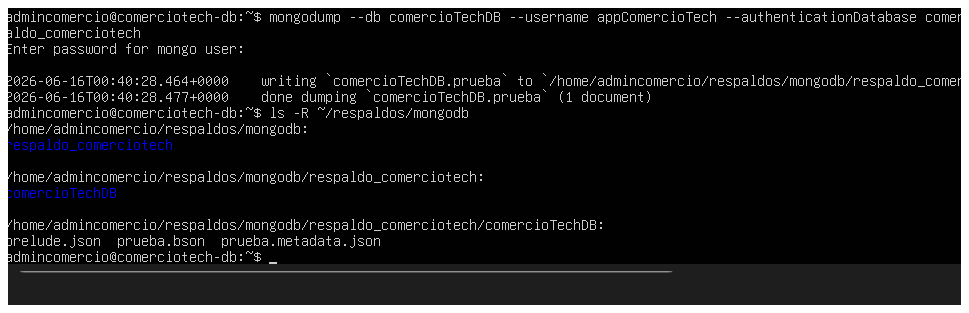 admincomercio@comerciotech-db:~$ mongodump --db comercioTechDB --username appComercioTech --authenticationDatabase comer
aldo_comerciotech
Enter password for mongo user:
2026-06-16T00:40:28.464+0000    writing `comercioTechDB.prueba` to `/home/admincomercio/respaldos/mongodb/respaldo_comer
2026-06-16T00:40:28.477+0000    done dumping `comercioTechDB.prueba` (1 document)
admincomercio@comerciotech-db:~$ ls -R ~/respaldos/mongodb
/home/admincomercio/respaldos/mongodb:
respaldo_comerciotech
/home/admincomercio/respaldos/mongodb/respaldo_comerciotech:
comercioTechDB
/home/admincomercio/respaldos/mongodb/respaldo_comerciotech/comercioTechDB:
prelude.json  prueba.bson  prueba.metadata.json
admincomercio@comerciotech-db:~$ _